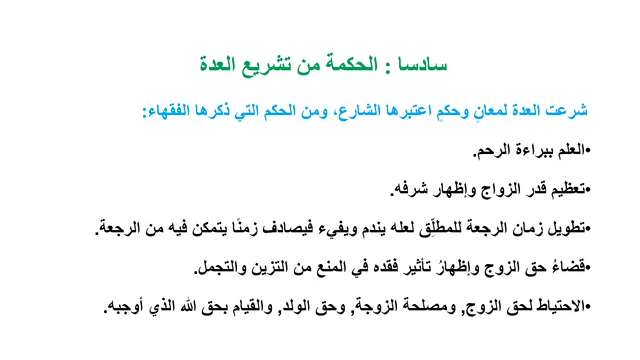 سادسا : الحكمة من تشريع العدة
شرعت العدة لمعانٍ وحكمٍ اعتبرها الشارع، ومن الحكم التي ذكرها الفقهاء:
•العلم ببراءة الرحم.
•تعظيم قدر الزواج وإظهار شرفه.
•تطويل زمان الرجعة للمطلِّق لعله يندم ويفيء فيصادف زمنًا يتمكن فيه من الرجعة.
•قضاءُ حق الزوج وإظهارُ تأثير فقده في المنع من التزين والتجمل.
•الاحتياط لحق الزوج, ومصلحة الزوجة, وحق الولد, والقيام بحق الله الذي أوجبه.